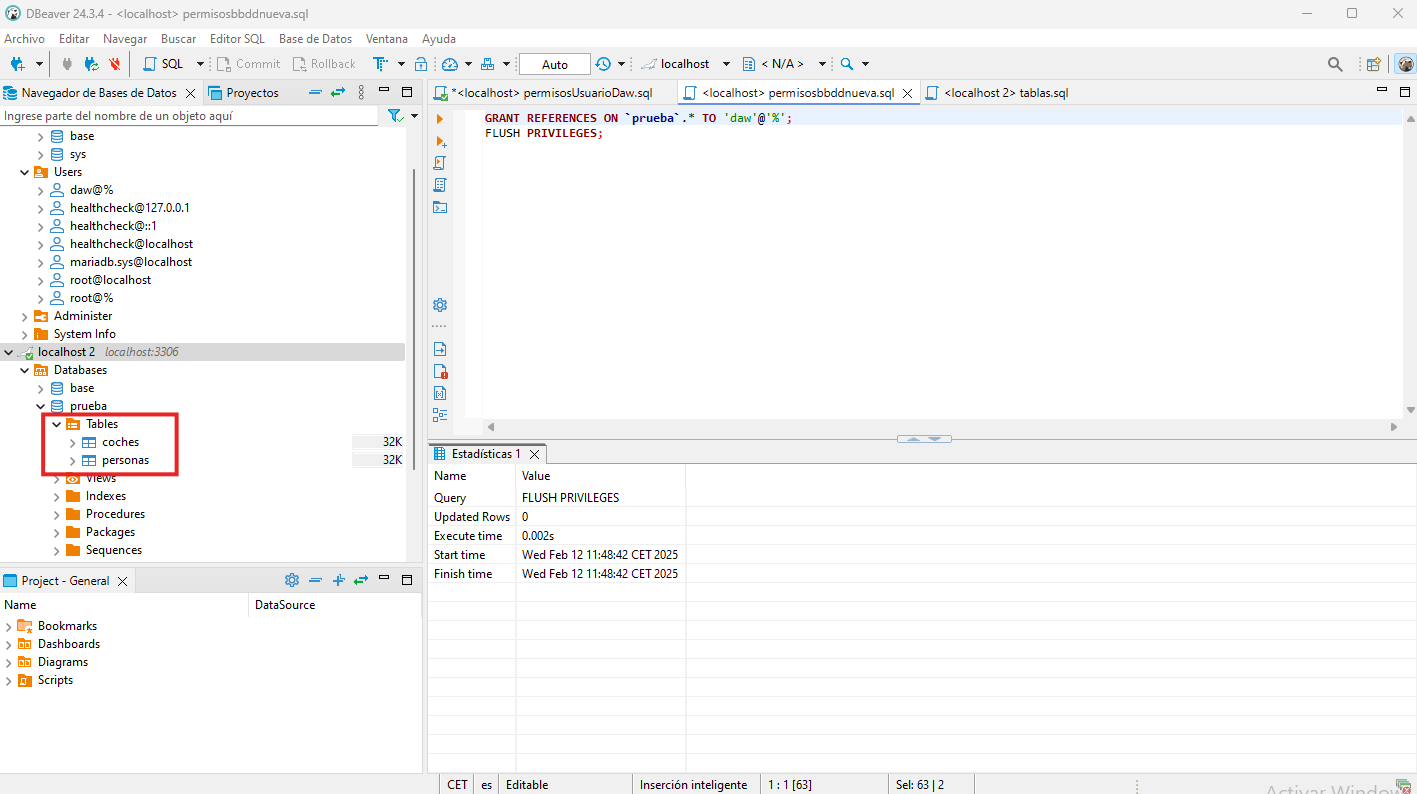 DBeaver 24.3.4 - <localhost> permisosbbddnueva.sql
Archivo Editar Navegar Buscar Editor SQL Base de Datos Ventana Ayuda
SQL Commit Rollback Auto localhost < N/A >
Navegador de Bases de Datos Proyectos
*<localhost> permisosUsuarioDaw.sql <localhost> permisosbbddnueva.sql <localhost 2> tablas.sql
Ingrese parte del nombre de un objeto aquí
base
sys
Users
daw@%
healthcheck@127.0.0.1
healthcheck@::1
healthcheck@localhost
mariadb.sys@localhost
root@localhost
root@%
Administer
System Info
localhost 2 localhost:3306
Databases
base
prueba
Tables
coches 32K
personas 32K
Views
Indexes
Procedures
Packages
Sequences
GRANT REFERENCES ON `prueba`.* TO 'daw'@'%';
FLUSH PRIVILEGES;
Estadísticas 1
Name Value
Query FLUSH PRIVILEGES
Updated Rows 0
Execute time 0.002s
Start time Wed Feb 12 11:48:42 CET 2025
Finish time Wed Feb 12 11:48:42 CET 2025
Project - General
Name DataSource
Bookmarks
Dashboards
Diagrams
Scripts
CET es Editable Inserción inteligente 1 : 1 [63] Sel: 63 | 2
Activar Window